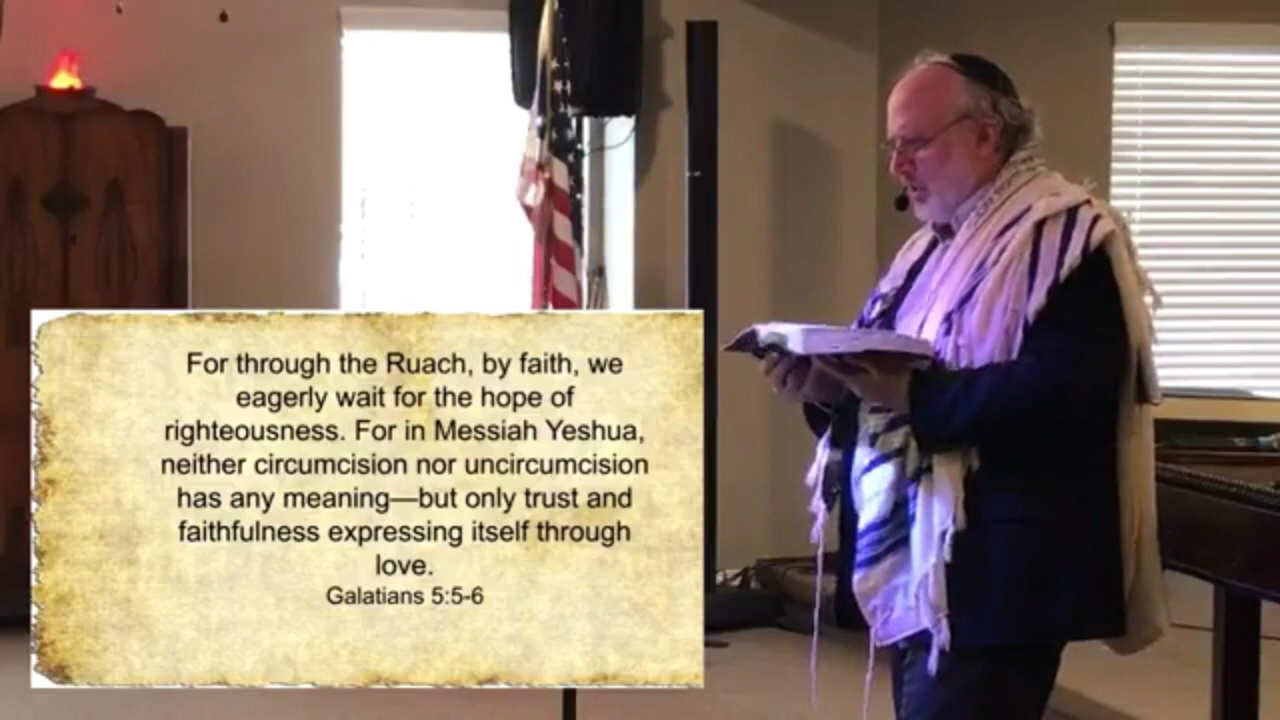 For through the Ruach, by faith, we
eagerly wait for the hope of
righteousness. For in Messiah Yeshua,
neither circumcision nor uncircumcision
has any meaning—but only trust and
faithfulness expressing itself through
love.
Galatians 5:5-6